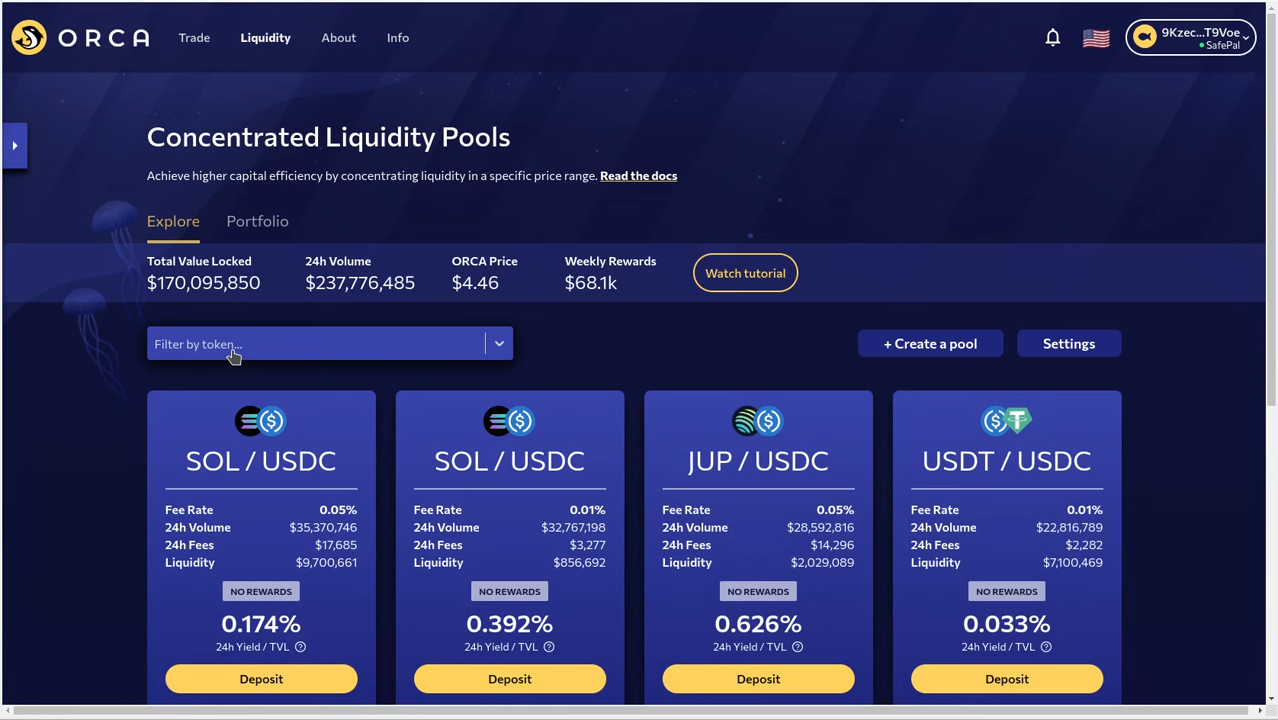 ORCA Trade Liquidity About Info 9Kzec...T9Voe
SafePal
Concentrated Liquidity Pools
Achieve higher capital efficiency by concentrating liquidity in a specific price range. Read the docs
Explore Portfolio
Total Value Locked 24h Volume ORCA Price Weekly Rewards
$170,095,850 $237,776,485 $4.46 $68.1k
Watch tutorial
Filter by token...
+ Create a pool Settings
SOL / USDC
Fee Rate 0.05%
24h Volume $35,370,746
24h Fees $17,685
Liquidity $9,700,661
NO REWARDS
0.174%
24h Yield / TVL ?
Deposit
SOL / USDC
Fee Rate 0.01%
24h Volume $32,767,198
24h Fees $3,277
Liquidity $856,692
NO REWARDS
0.392%
24h Yield / TVL ?
Deposit
JUP / USDC
Fee Rate 0.05%
24h Volume $28,592,816
24h Fees $14,296
Liquidity $2,029,089
NO REWARDS
0.626%
24h Yield / TVL ?
Deposit
USDT / USDC
Fee Rate 0.01%
24h Volume $22,816,789
24h Fees $2,282
Liquidity $7,100,469
NO REWARDS
0.033%
24h Yield / TVL ?
Deposit